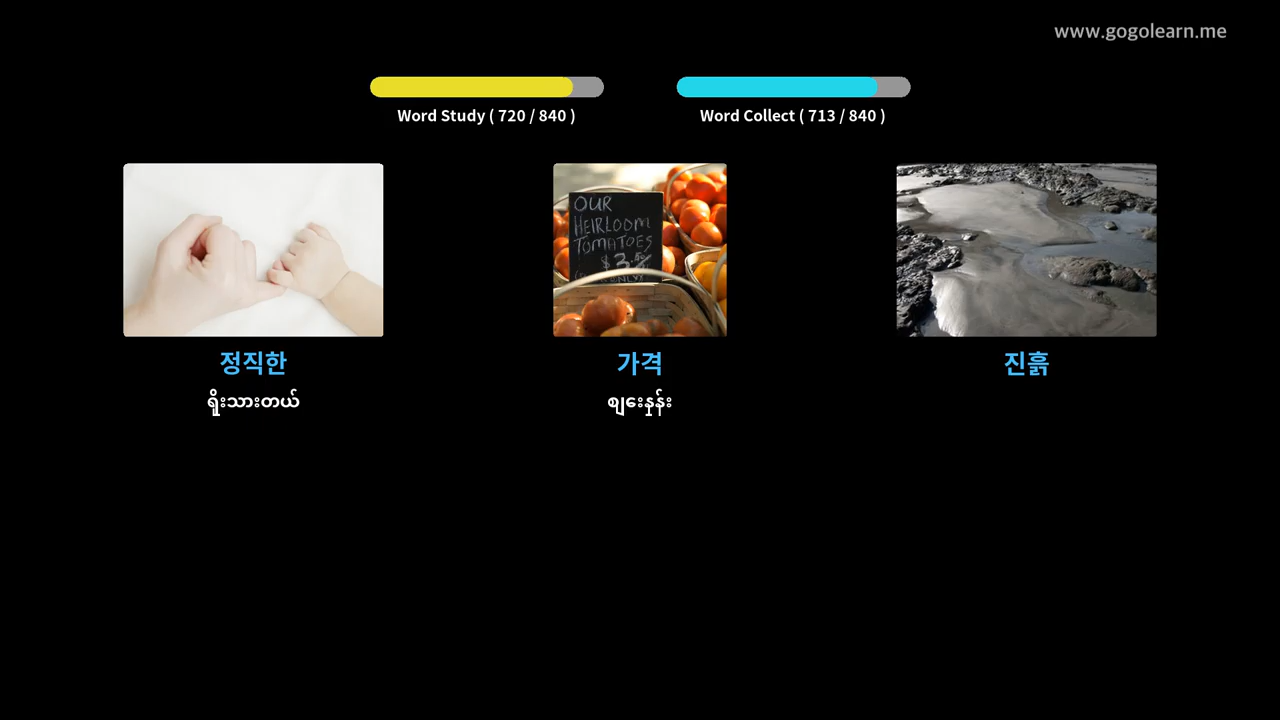 www.gogolearn.me
Word Study ( 720 / 840 )
Word Collect ( 713 / 840 )
OUR
HEIRLOOM
TOMATOES
정직한
가격
진흙
ရိုးသားတယ်
စျေးနှုန်း